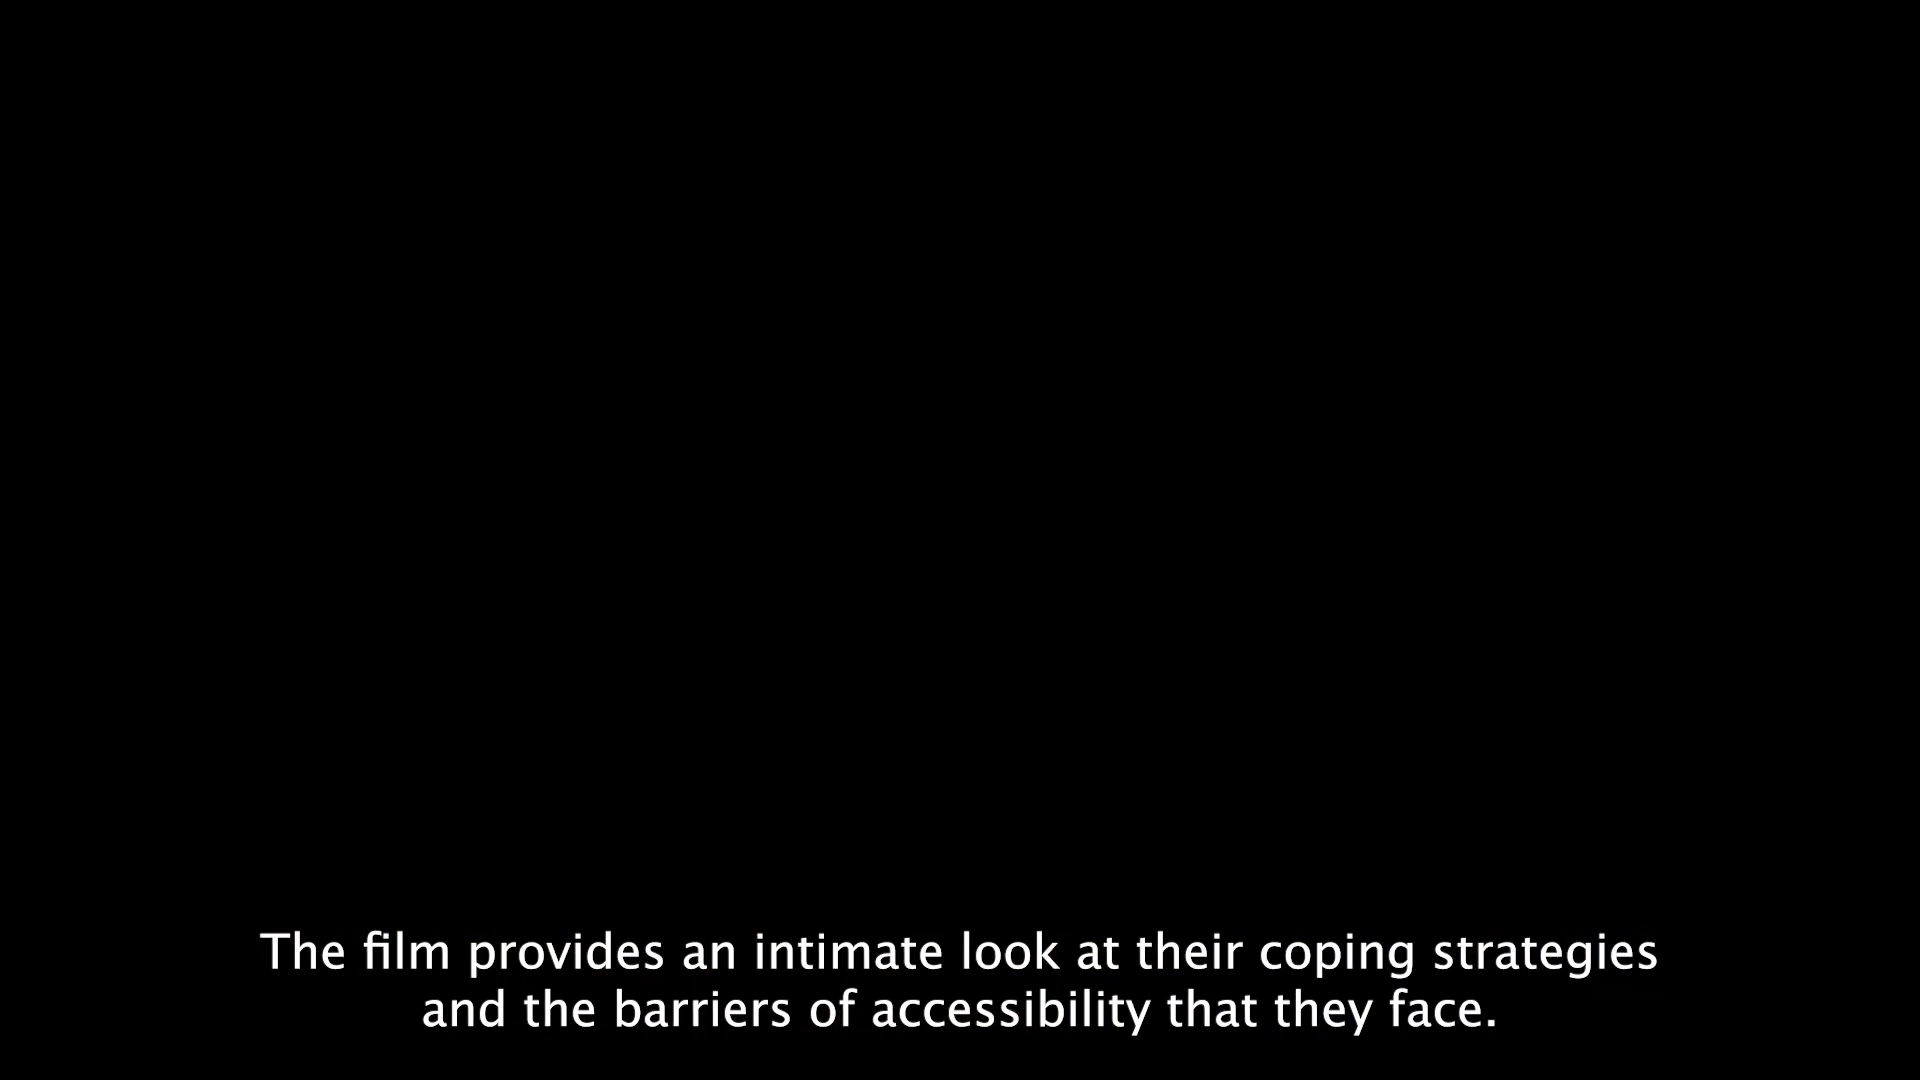 The film provides an intimate look at their coping strategies
and the barriers of accessibility that they face.